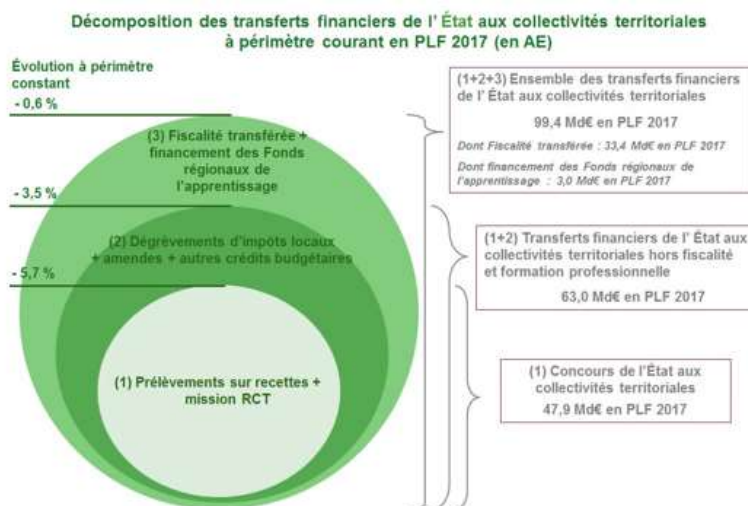 Décomposition des transferts financiers de l' État aux collectivités territoriales
à périmètre courant en PLF 2017 (en AE)
Évolution à périmètre
constant
- 0,6 %
(3) Fiscalité transférée +
financement des Fonds
régionaux de
l'apprentissage
- 3,5 %
(2) Dégrèvements d'impôts locaux
+ amendes + autres crédits budgétaires
- 5,7 %
(1) Prélèvements sur recettes +
mission RCT
(1+2+3) Ensemble des transferts financiers
de l' État aux collectivités territoriales
99,4 Md€ en PLF 2017
Dont Fiscalité transférée : 33,4 Md€ en PLF 2017
Dont financement des Fonds régionaux de
l'apprentissage : 3,0 Md€ en PLF 2017
(1+2) Transferts financiers de l' État aux
collectivités territoriales hors fiscalité
et formation professionnelle
63,0 Md€ en PLF 2017
(1) Concours de l'État aux
collectivités territoriales
47,9 Md€ en PLF 2017